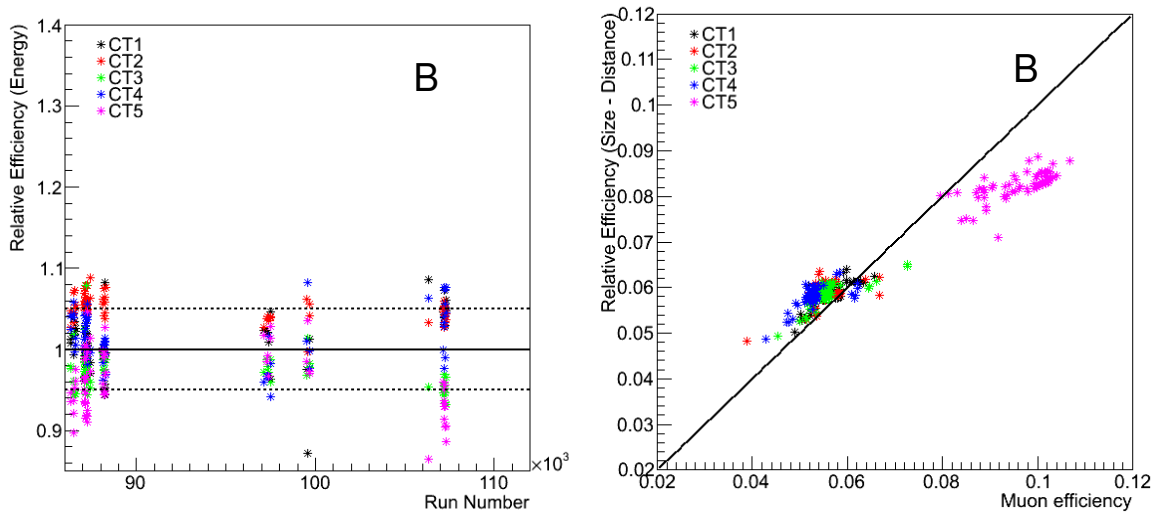 Relative Efficiency (Energy)
1.4
1.3
1.2
1.1
1
0.9
CT1
CT2
CT3
CT4
CT5
B
90
100
110
×10³
Run Number
Relative Efficiency (Size - Distance)
0.12
0.11
0.1
0.09
0.08
0.07
0.06
0.05
0.04
0.03
0.02
CT1
CT2
CT3
CT4
CT5
B
0.02
0.04
0.06
0.08
0.1
0.12
Muon efficiency